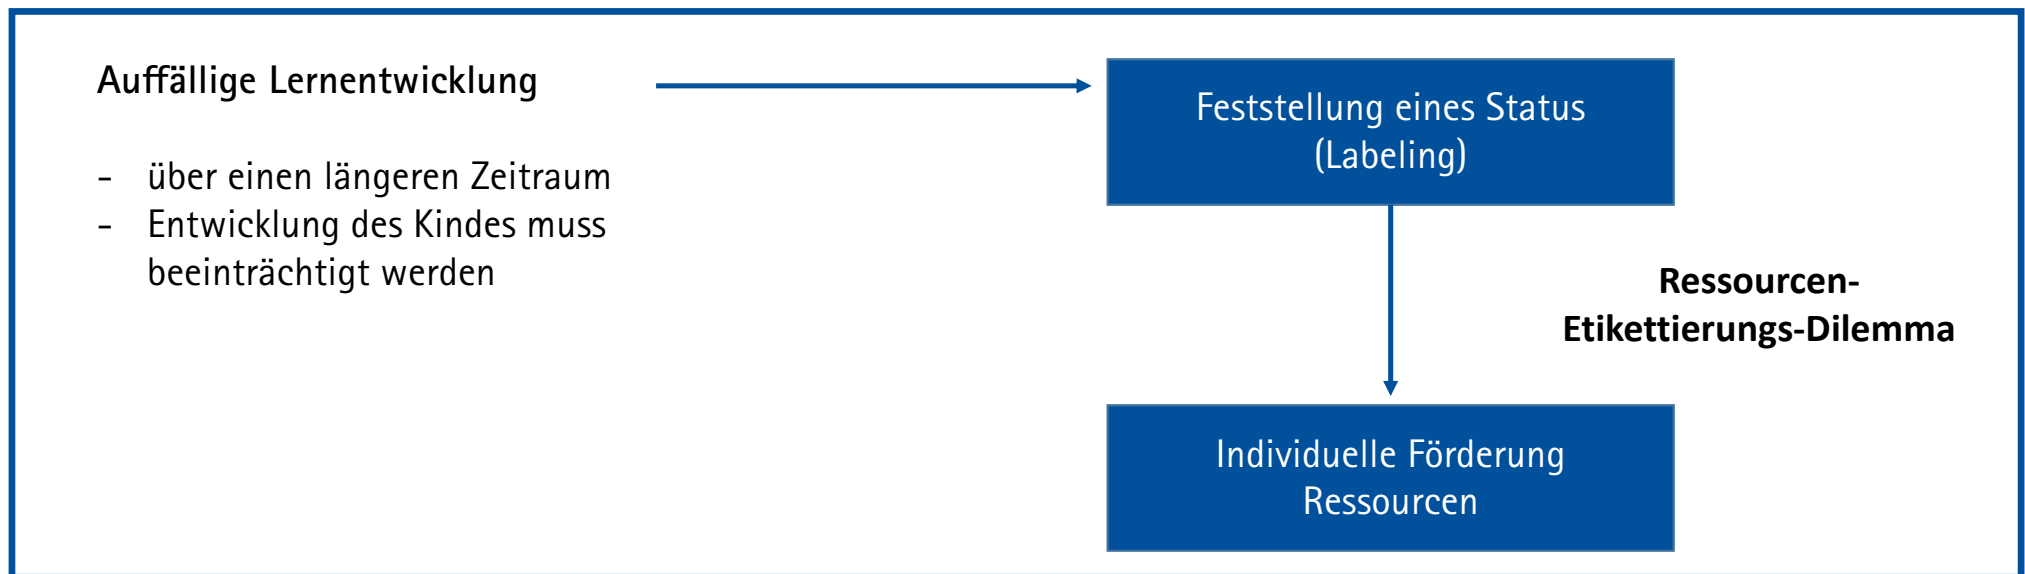 Auffällige Lernentwicklung
- über einen längeren Zeitraum
- Entwicklung des Kindes muss
beeinträchtigt werden
Feststellung eines Status
(Labeling)
Ressourcen-
Etikettierungs-Dilemma
Individuelle Förderung
Ressourcen